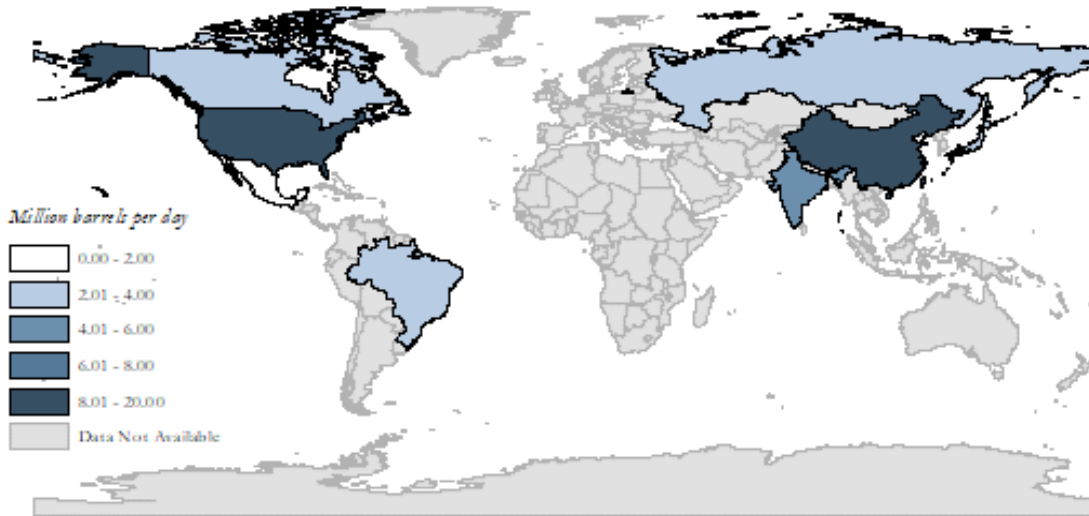 Million barrels per day
0.00 - 2.00
2.01 - 4.00
4.01 - 6.00
6.01 - 8.00
8.01 - 20.00
Data Not Available